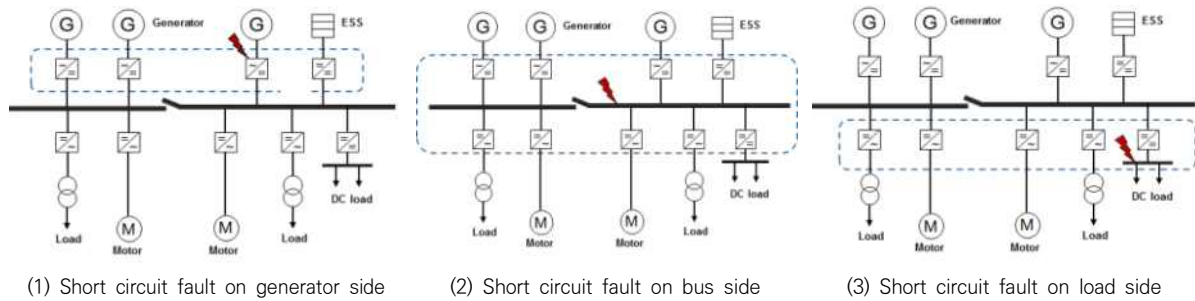 G G Generator G ESS
Load
Motor
M
Motor
M
Load
DC load
(1) Short circuit fault on generator side
G G Generator G ESS
Load
Motor
M
Motor
M
Load
DC load
(2) Short circuit fault on bus side
G G Generator G ESS
Load
Motor
M
Motor
M
Load
DC load
(3) Short circuit fault on load side